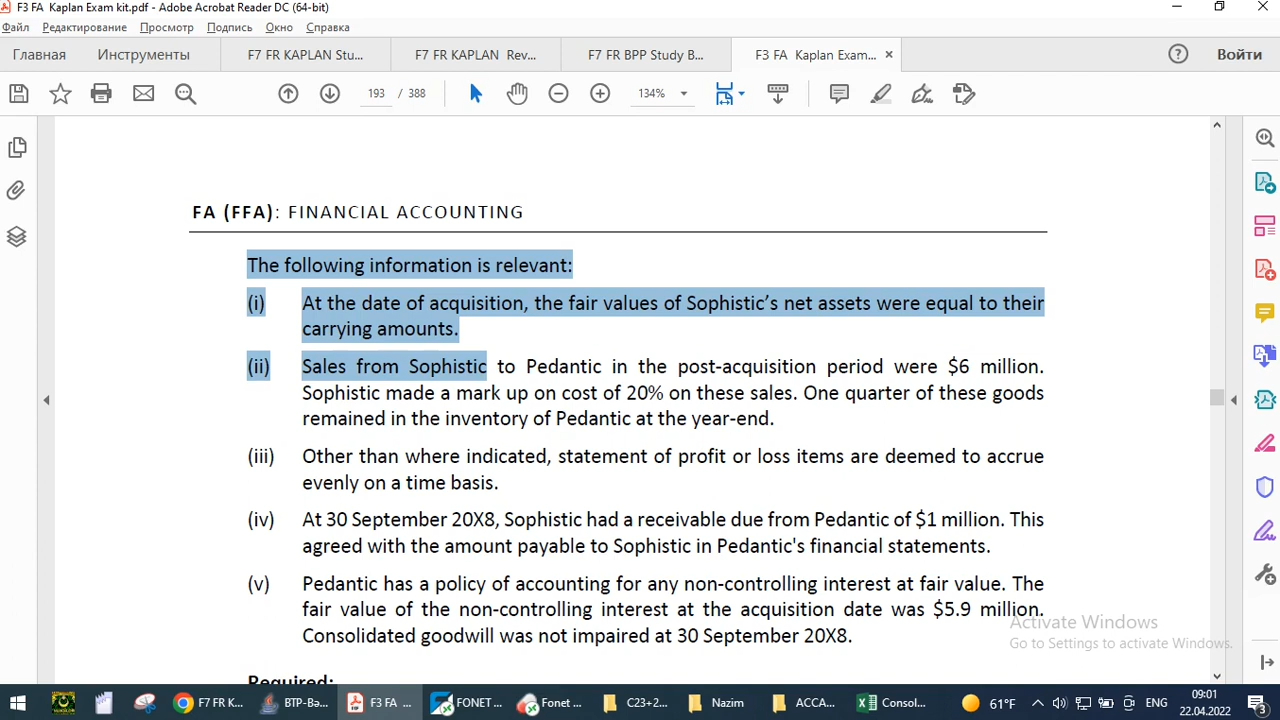 F3 FA Kaplan Exam kit.pdf - Adobe Acrobat Reader DC (64-bit)
Файл Редактирование Просмотр Подпись Окно Справка
Главная Инструменты F7 FR KAPLAN Stu... F7 FR KAPLAN Rev... F7 FR BPP Study B... F3 FA Kaplan Exam... × Войти
193 / 388 134%
FA (FFA): FINANCIAL ACCOUNTING
The following information is relevant:
(i) At the date of acquisition, the fair values of Sophistic's net assets were equal to their
carrying amounts.
(ii) Sales from Sophistic to Pedantic in the post-acquisition period were $6 million.
Sophistic made a mark up on cost of 20% on these sales. One quarter of these goods
remained in the inventory of Pedantic at the year-end.
(iii) Other than where indicated, statement of profit or loss items are deemed to accrue
evenly on a time basis.
(iv) At 30 September 20X8, Sophistic had a receivable due from Pedantic of $1 million. This
agreed with the amount payable to Sophistic in Pedantic's financial statements.
(v) Pedantic has a policy of accounting for any non-controlling interest at fair value. The
fair value of the non-controlling interest at the acquisition date was $5.9 million.
Consolidated goodwill was not impaired at 30 September 20X8.
Activate Windows
Go to Settings to activate Windows.
Required:
F7 FR K... BTP-Bə... F3 FA ... FONET ... Fonet ... C23+2... Nazim ACCA... Consol... 61°F ENG 09:01
22.04.2022 3